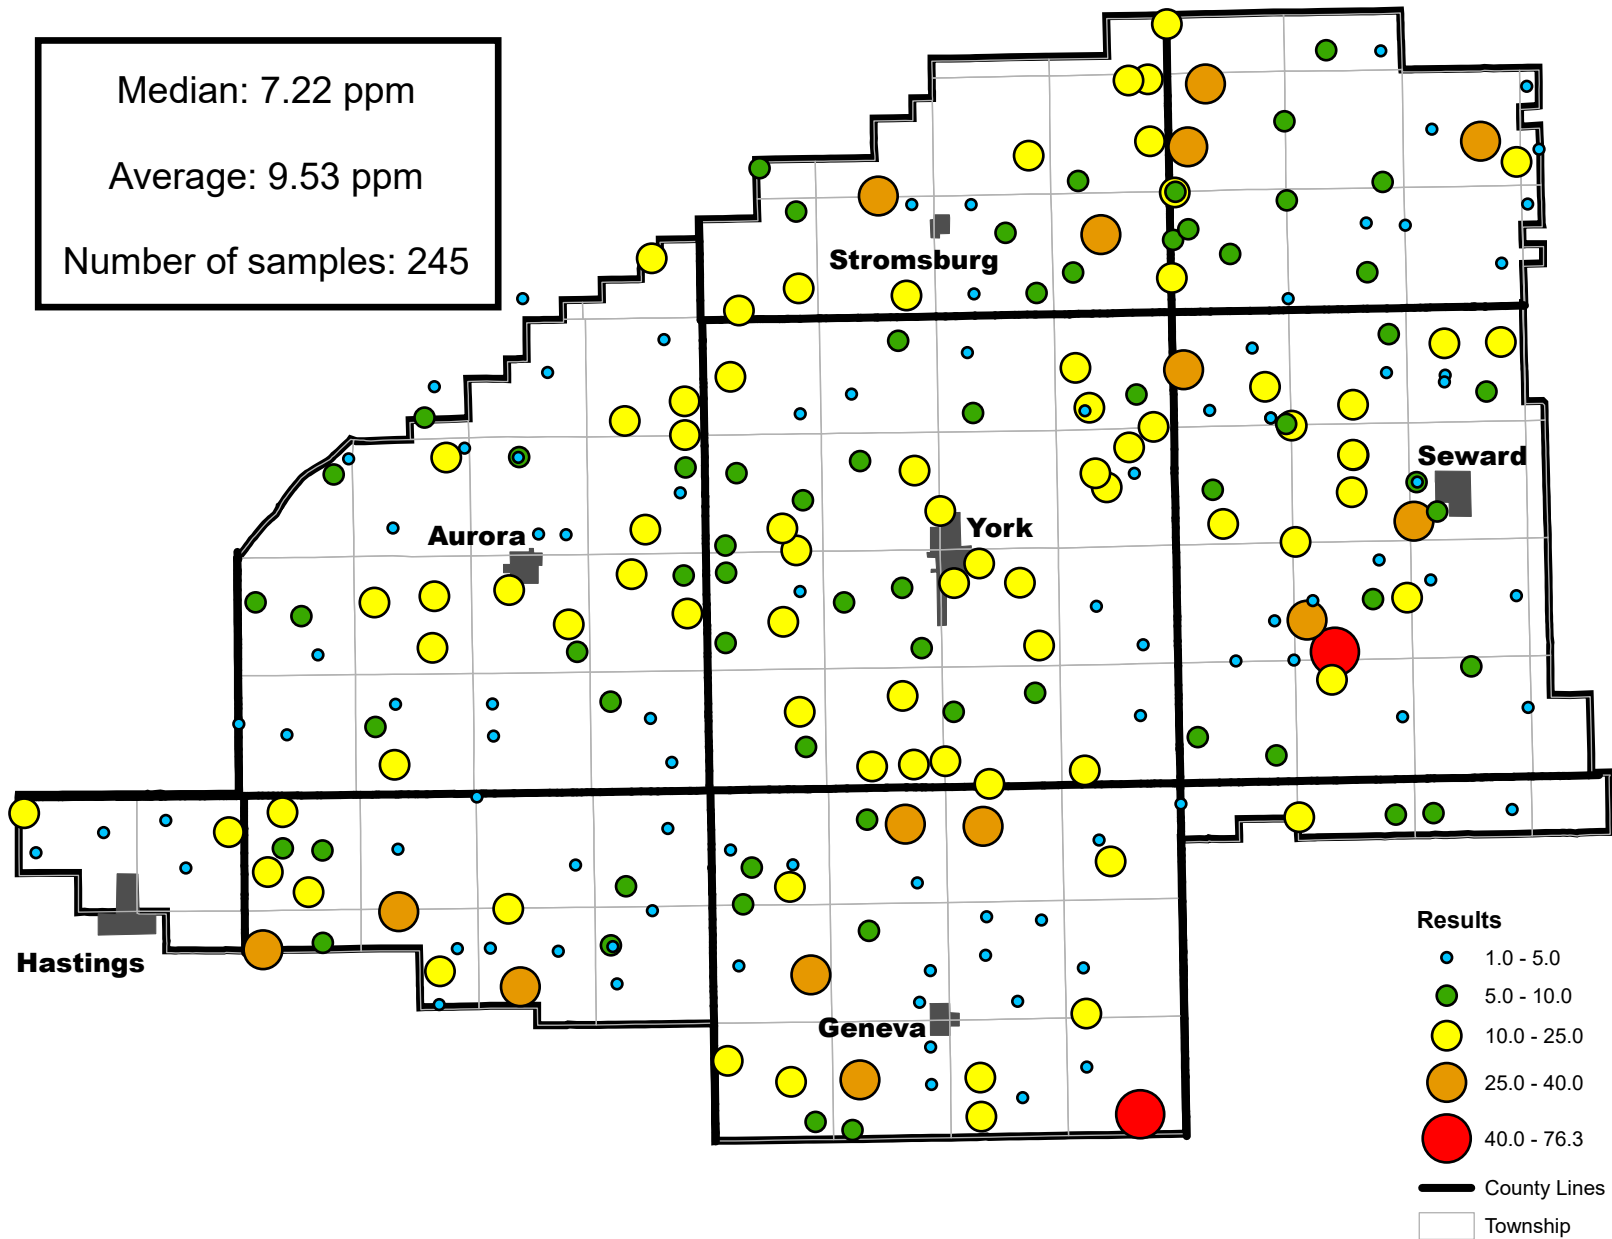 Median: 7.22 ppm
Average: 9.53 ppm
Number of samples: 245
Stromsburg
Seward
York
Aurora
Hastings
Geneva
Results
1.0 - 5.0
5.0 - 10.0
10.0 - 25.0
25.0 - 40.0
40.0 - 76.3
County Lines
Township